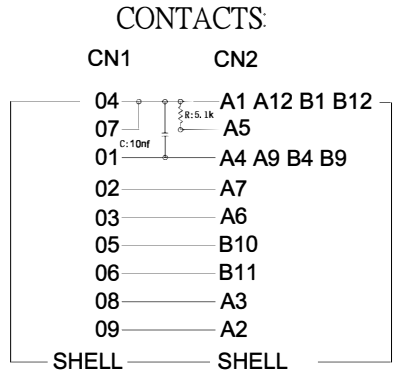 CONTACTS:
CN1 CN2
04 A1 A12 B1 B12
R:5.1k
07 A5
C:10nf
01 A4 A9 B4 B9
02 A7
03 A6
05 B10
06 B11
08 A3
09 A2
SHELL SHELL